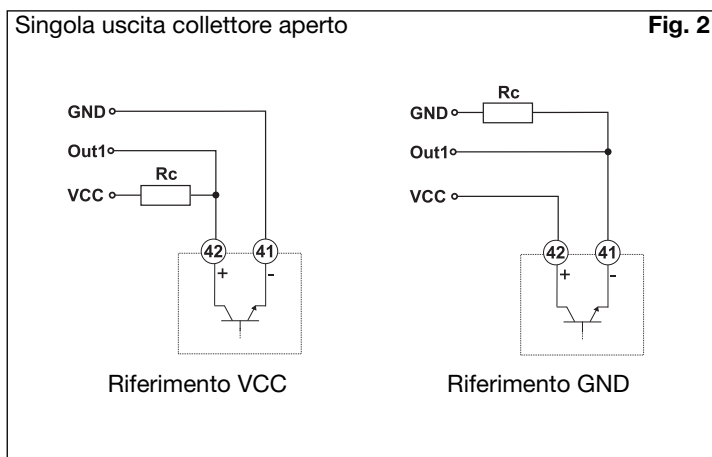 Singola uscita collettore aperto Fig. 2
GND
Out1
Rc
VCC
42 41
+ -
Riferimento VCC
Rc
GND
Out1
VCC
42 41
+ -
Riferimento GND